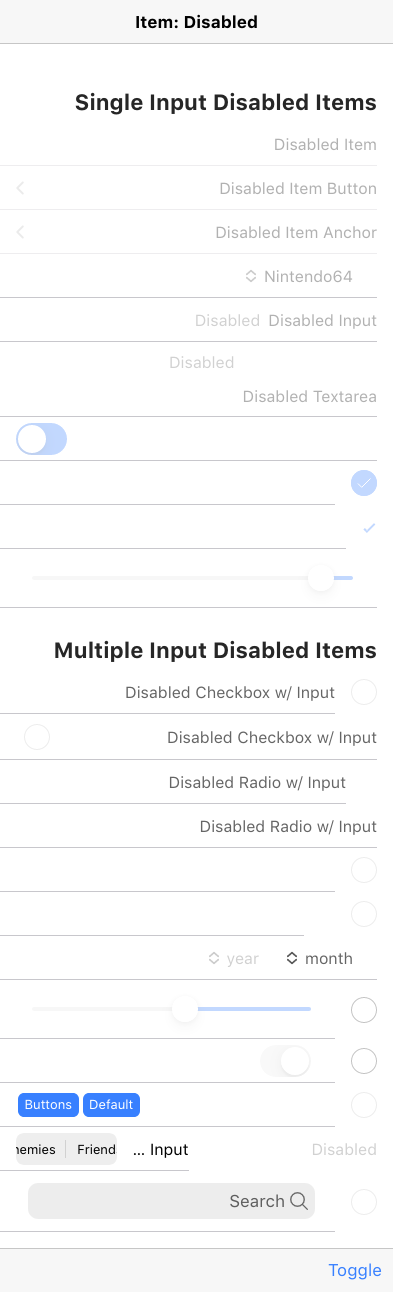 Item: Disabled
Single Input Disabled Items
Disabled Item
Disabled Item Button
Disabled Item Anchor
Nintendo64
Disabled Disabled Input
Disabled
Disabled Textarea
Multiple Input Disabled Items
Disabled Checkbox w/ Input
Disabled Checkbox w/ Input
Disabled Radio w/ Input
Disabled Radio w/ Input
year month
Buttons Default
nemies Friend ... Input Disabled
Search
Toggle